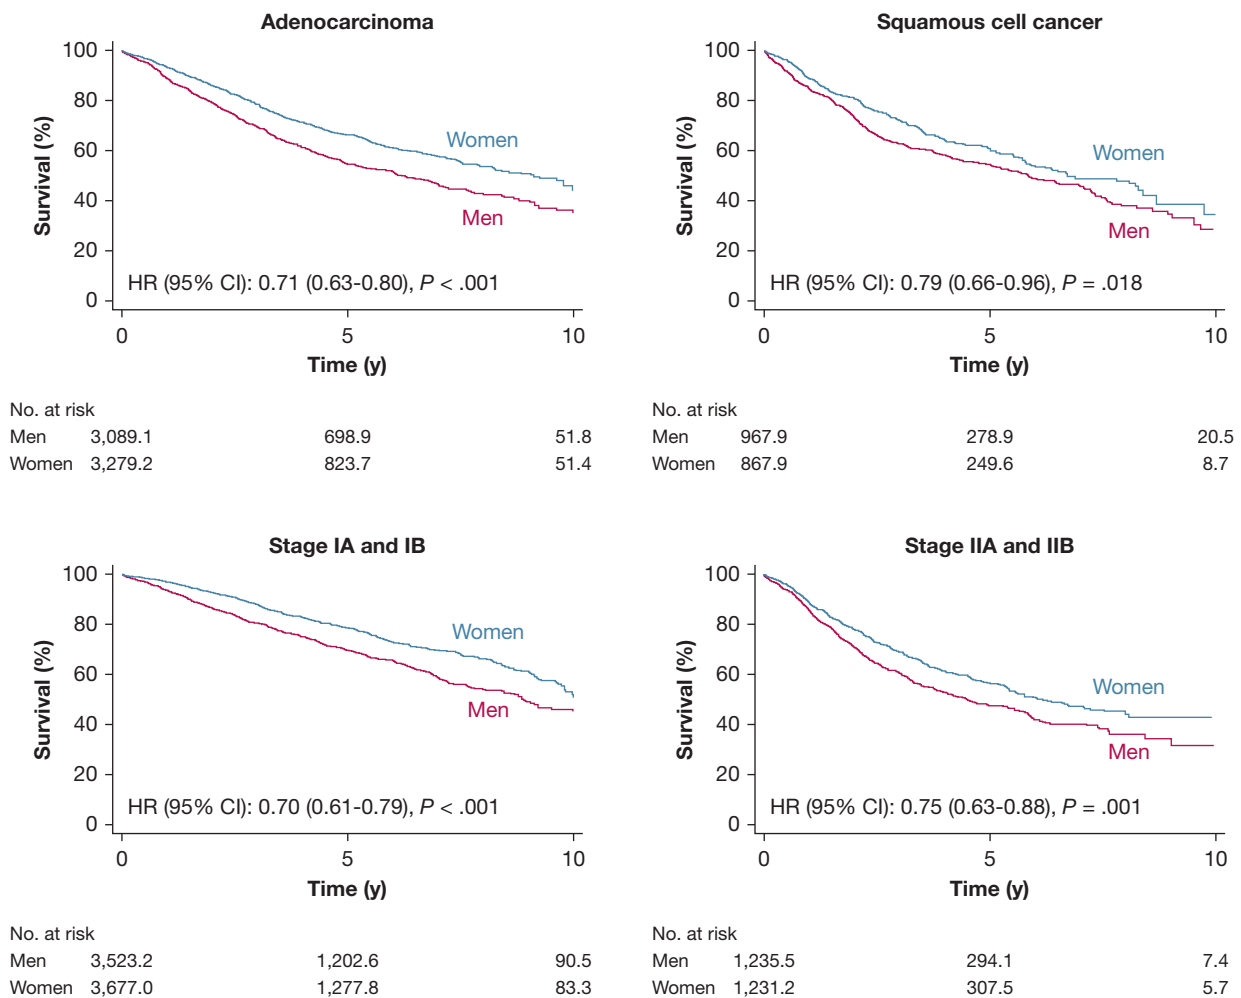 Adenocarcinoma
Survival (%)
100
80
60
40
20
0
Women
Men
HR (95% CI): 0.71 (0.63-0.80), P < .001
0 5 10
Time (y)
No. at risk
Men 3,089.1 698.9 51.8
Women 3,279.2 823.7 51.4
Squamous cell cancer
Survival (%)
100
80
60
40
20
0
Women
Men
HR (95% CI): 0.79 (0.66-0.96), P = .018
0 5 10
Time (y)
No. at risk
Men 967.9 278.9 20.5
Women 867.9 249.6 8.7
Stage IA and IB
Survival (%)
100
80
60
40
20
0
Women
Men
HR (95% CI): 0.70 (0.61-0.79), P < .001
0 5 10
Time (y)
No. at risk
Men 3,523.2 1,202.6 90.5
Women 3,677.0 1,277.8 83.3
Stage IIA and IIB
Survival (%)
100
80
60
40
20
0
Women
Men
HR (95% CI): 0.75 (0.63-0.88), P = .001
0 5 10
Time (y)
No. at risk
Men 1,235.5 294.1 7.4
Women 1,231.2 307.5 5.7